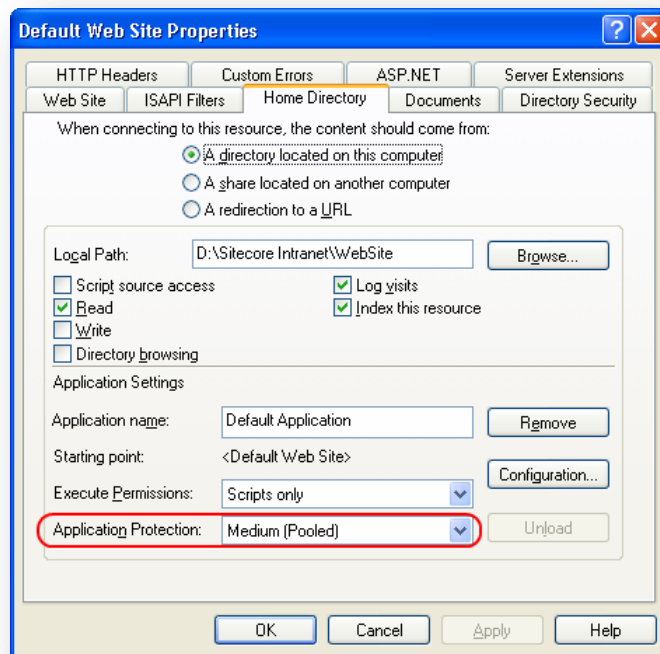 Default Web Site Properties
HTTP Headers Custom Errors ASP.NET Server Extensions
Web Site ISAPI Filters Home Directory Documents Directory Security
When connecting to this resource, the content should come from:
A directory located on this computer
A share located on another computer
A redirection to a URL
Local Path: D:\Sitecore Intranet\WebSite Browse...
Script source access Log visits
Read Index this resource
Write
Directory browsing
Application Settings
Application name: Default Application Remove
Starting point: <Default Web Site>
Configuration...
Execute Permissions: Scripts only
Application Protection: Medium (Pooled) Unload
OK Cancel Apply Help